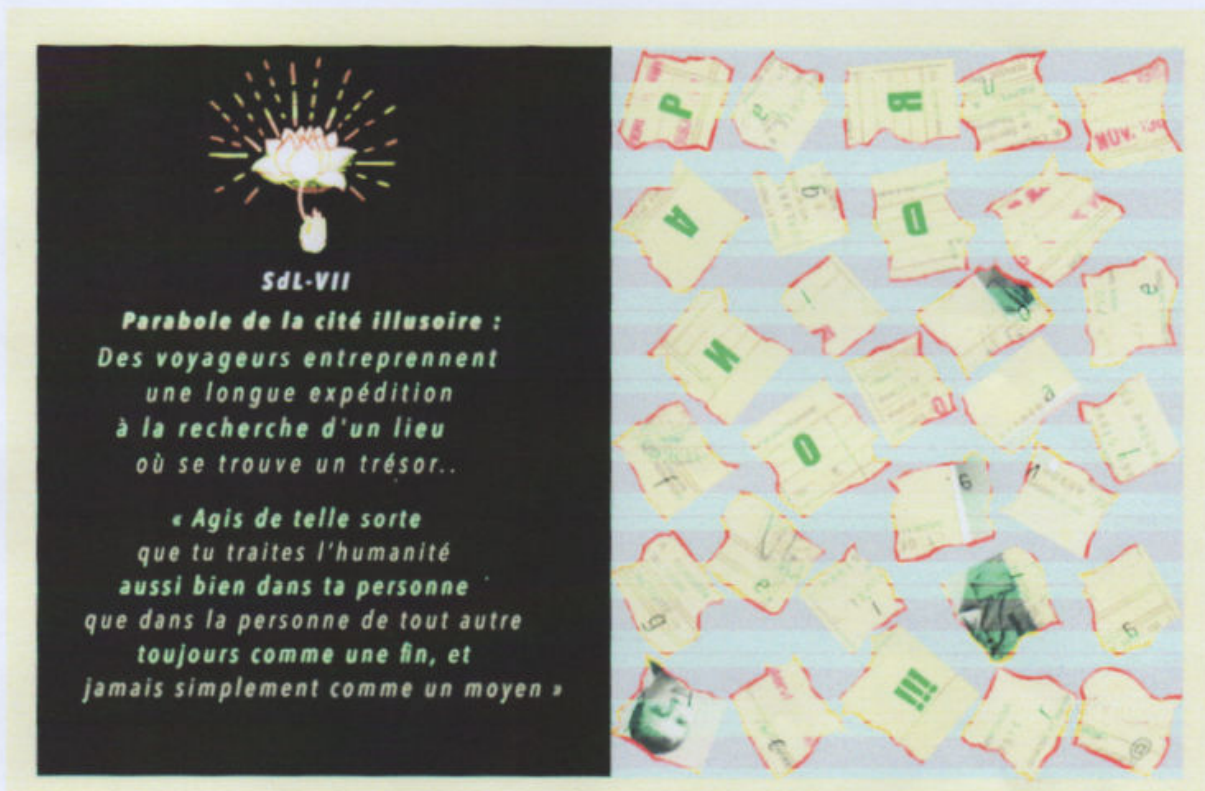 SdL-VII
Parabole de la cité illusoire :
Des voyageurs entreprennent
une longue expédition
à la recherche d'un lieu
où se trouve un trésor..
« Agis de telle sorte
que tu traites l'humanité
aussi bien dans ta personne
que dans la personne de tout autre
toujours comme une fin, et
jamais simplement comme un moyen »
P R
NOV.
A D
N
O
!!!